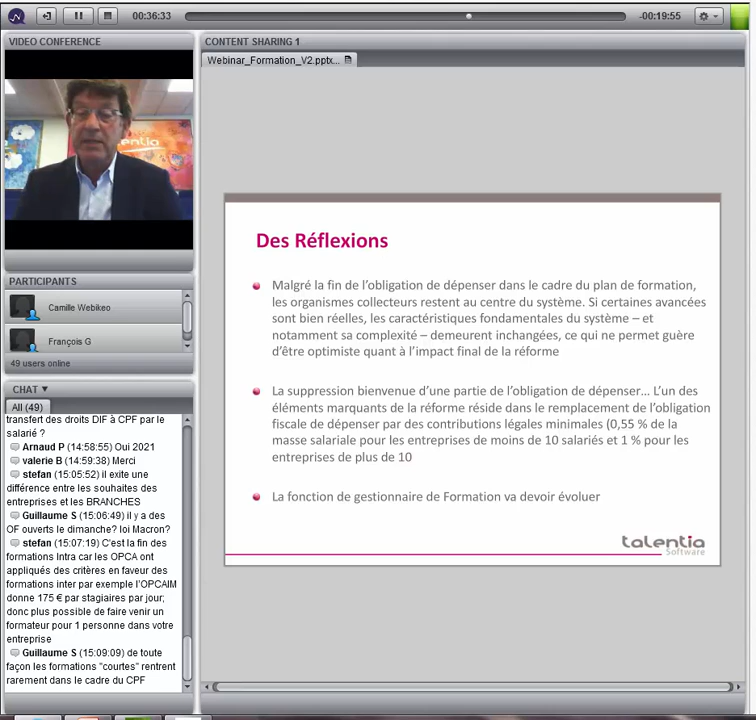 00:36:33
-00:19:55
VIDEO CONFERENCE
CONTENT SHARING 1
Webinar_Formation_V2.pptx...
entia
PARTICIPANTS
Camille Webikeo
François G
49 users online
CHAT
All (49)
transfert des droits DIF à CPF par le
salarié ?
Arnaud P (14:58:55) Oui 2021
valerie B (14:59:38) Merci
stefan (15:05:52) il exite une
différence entre les souhaites des
entreprises et les BRANCHES
Guillaume S (15:06:49) il y a des
OF ouverts le dimanche? loi Macron?
stefan (15:07:19) C'est la fin des
formations Intra car les OPCA ont
appliqués des critères en faveur des
formations inter par exemple l'OPCAIM
donne 175 € par stagiaires par jour;
donc plus possible de faire venir un
formateur pour 1 personne dans votre
entreprise
Guillaume S (15:09:09) de toute
façon les formations "courtes" rentrent
rarement dans le cadre du CPF
Des Réflexions
Malgré la fin de l'obligation de dépenser dans le cadre du plan de formation,
les organismes collecteurs restent au centre du système. Si certaines avancées
sont bien réelles, les caractéristiques fondamentales du système – et
notamment sa complexité – demeurent inchangées, ce qui ne permet guère
d'être optimiste quant à l'impact final de la réforme
La suppression bienvenue d'une partie de l'obligation de dépenser... L'un des
éléments marquants de la réforme réside dans le remplacement de l'obligation
fiscale de dépenser par des contributions légales minimales (0,55 % de la
masse salariale pour les entreprises de moins de 10 salariés et 1 % pour les
entreprises de plus de 10
La fonction de gestionnaire de Formation va devoir évoluer
talentia
Software